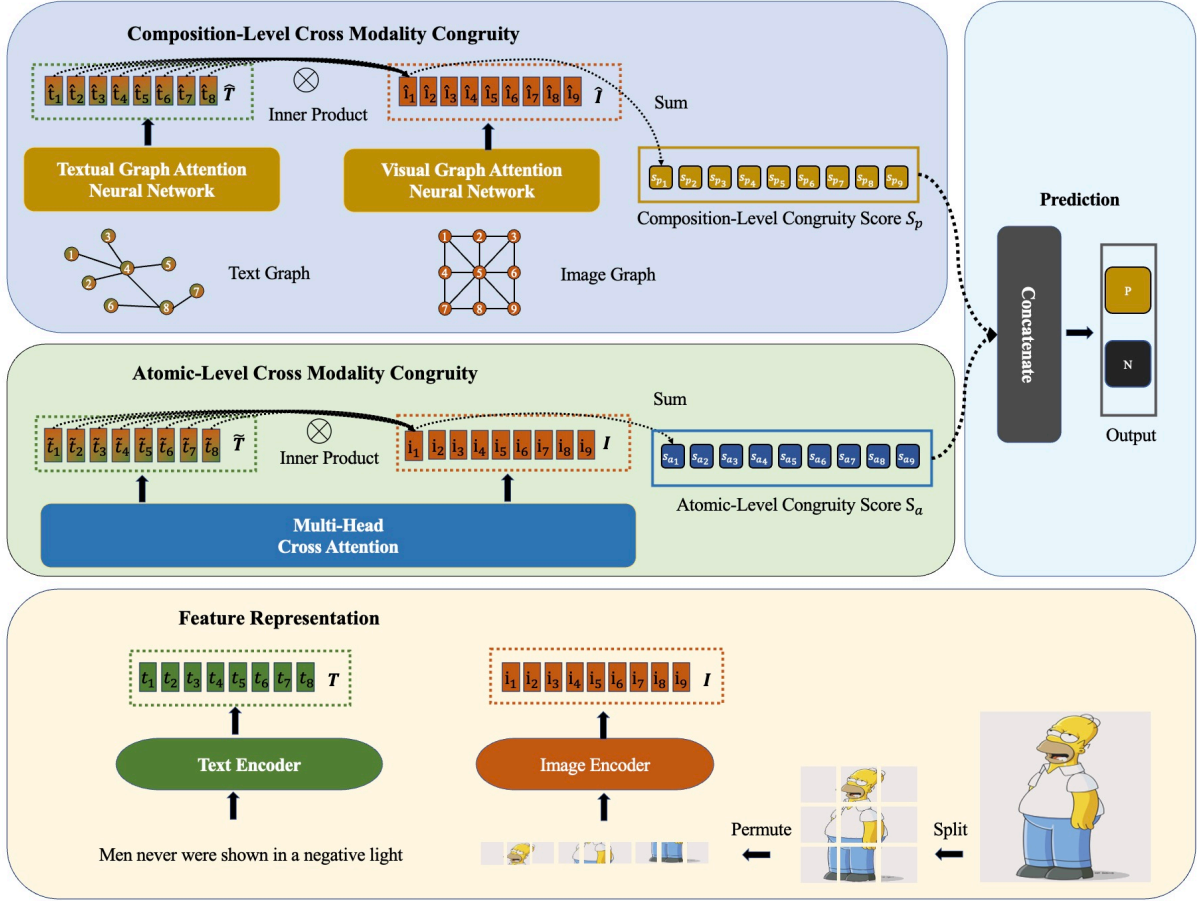 Composition-Level Cross Modality Congruity
t̂1 t̂2 t̂3 t̂4 t̂5 t̂6 t̂7 t̂8 T̂
Inner Product
î1 î2 î3 î4 î5 î6 î7 î8 î9 Î
Sum
Textual Graph Attention
Neural Network
Visual Graph Attention
Neural Network
sp1 sp2 sp3 sp4 sp5 sp6 sp7 sp8 sp9
Composition-Level Congruity Score Sp
1 2 3 4 5 6 7 8
Text Graph
1 2 3
4 5 6
7 8 9
Image Graph
Atomic-Level Cross Modality Congruity
t̃1 t̃2 t̃3 t̃4 t̃5 t̃6 t̃7 t̃8 T̃
Inner Product
i1 i2 i3 i4 i5 i6 i7 i8 i9 I
Sum
sa1 sa2 sa3 sa4 sa5 sa6 sa7 sa8 sa9
Atomic-Level Congruity Score Sa
Multi-Head
Cross Attention
Prediction
Concatenate
P
N
Output
Feature Representation
t1 t2 t3 t4 t5 t6 t7 t8 T
i1 i2 i3 i4 i5 i6 i7 i8 i9 I
Text Encoder
Image Encoder
Men never were shown in a negative light
Permute
Split